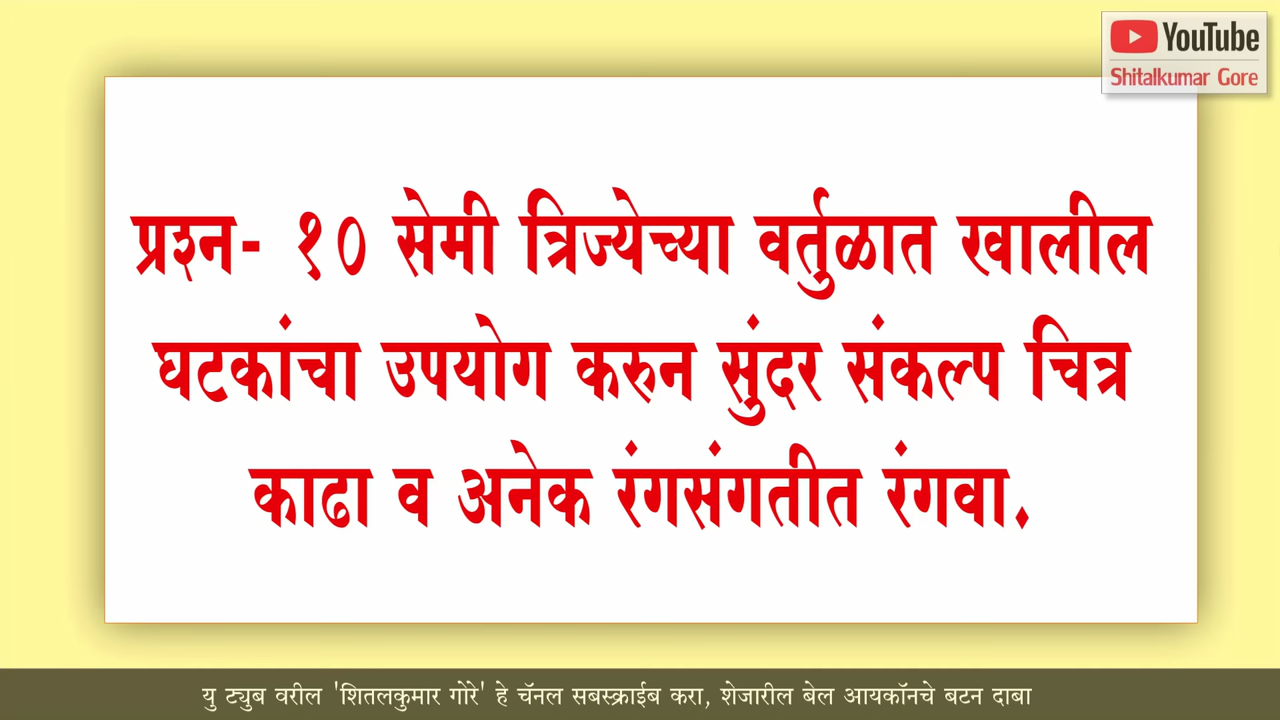 YouTube
Shitalkumar Gore
प्रश्न- १० सेमी त्रिज्येच्या वर्तुळात खालील
घटकांचा उपयोग करुन सुंदर संकल्प चित्र
काढा व अनेक रंगसंगतीत रंगवा.
यु ट्युब वरील 'शितलकुमार गोरे' हे चॅनल सबस्क्राईब करा, शेजारील बेल आयकॉनचे बटन दाबा